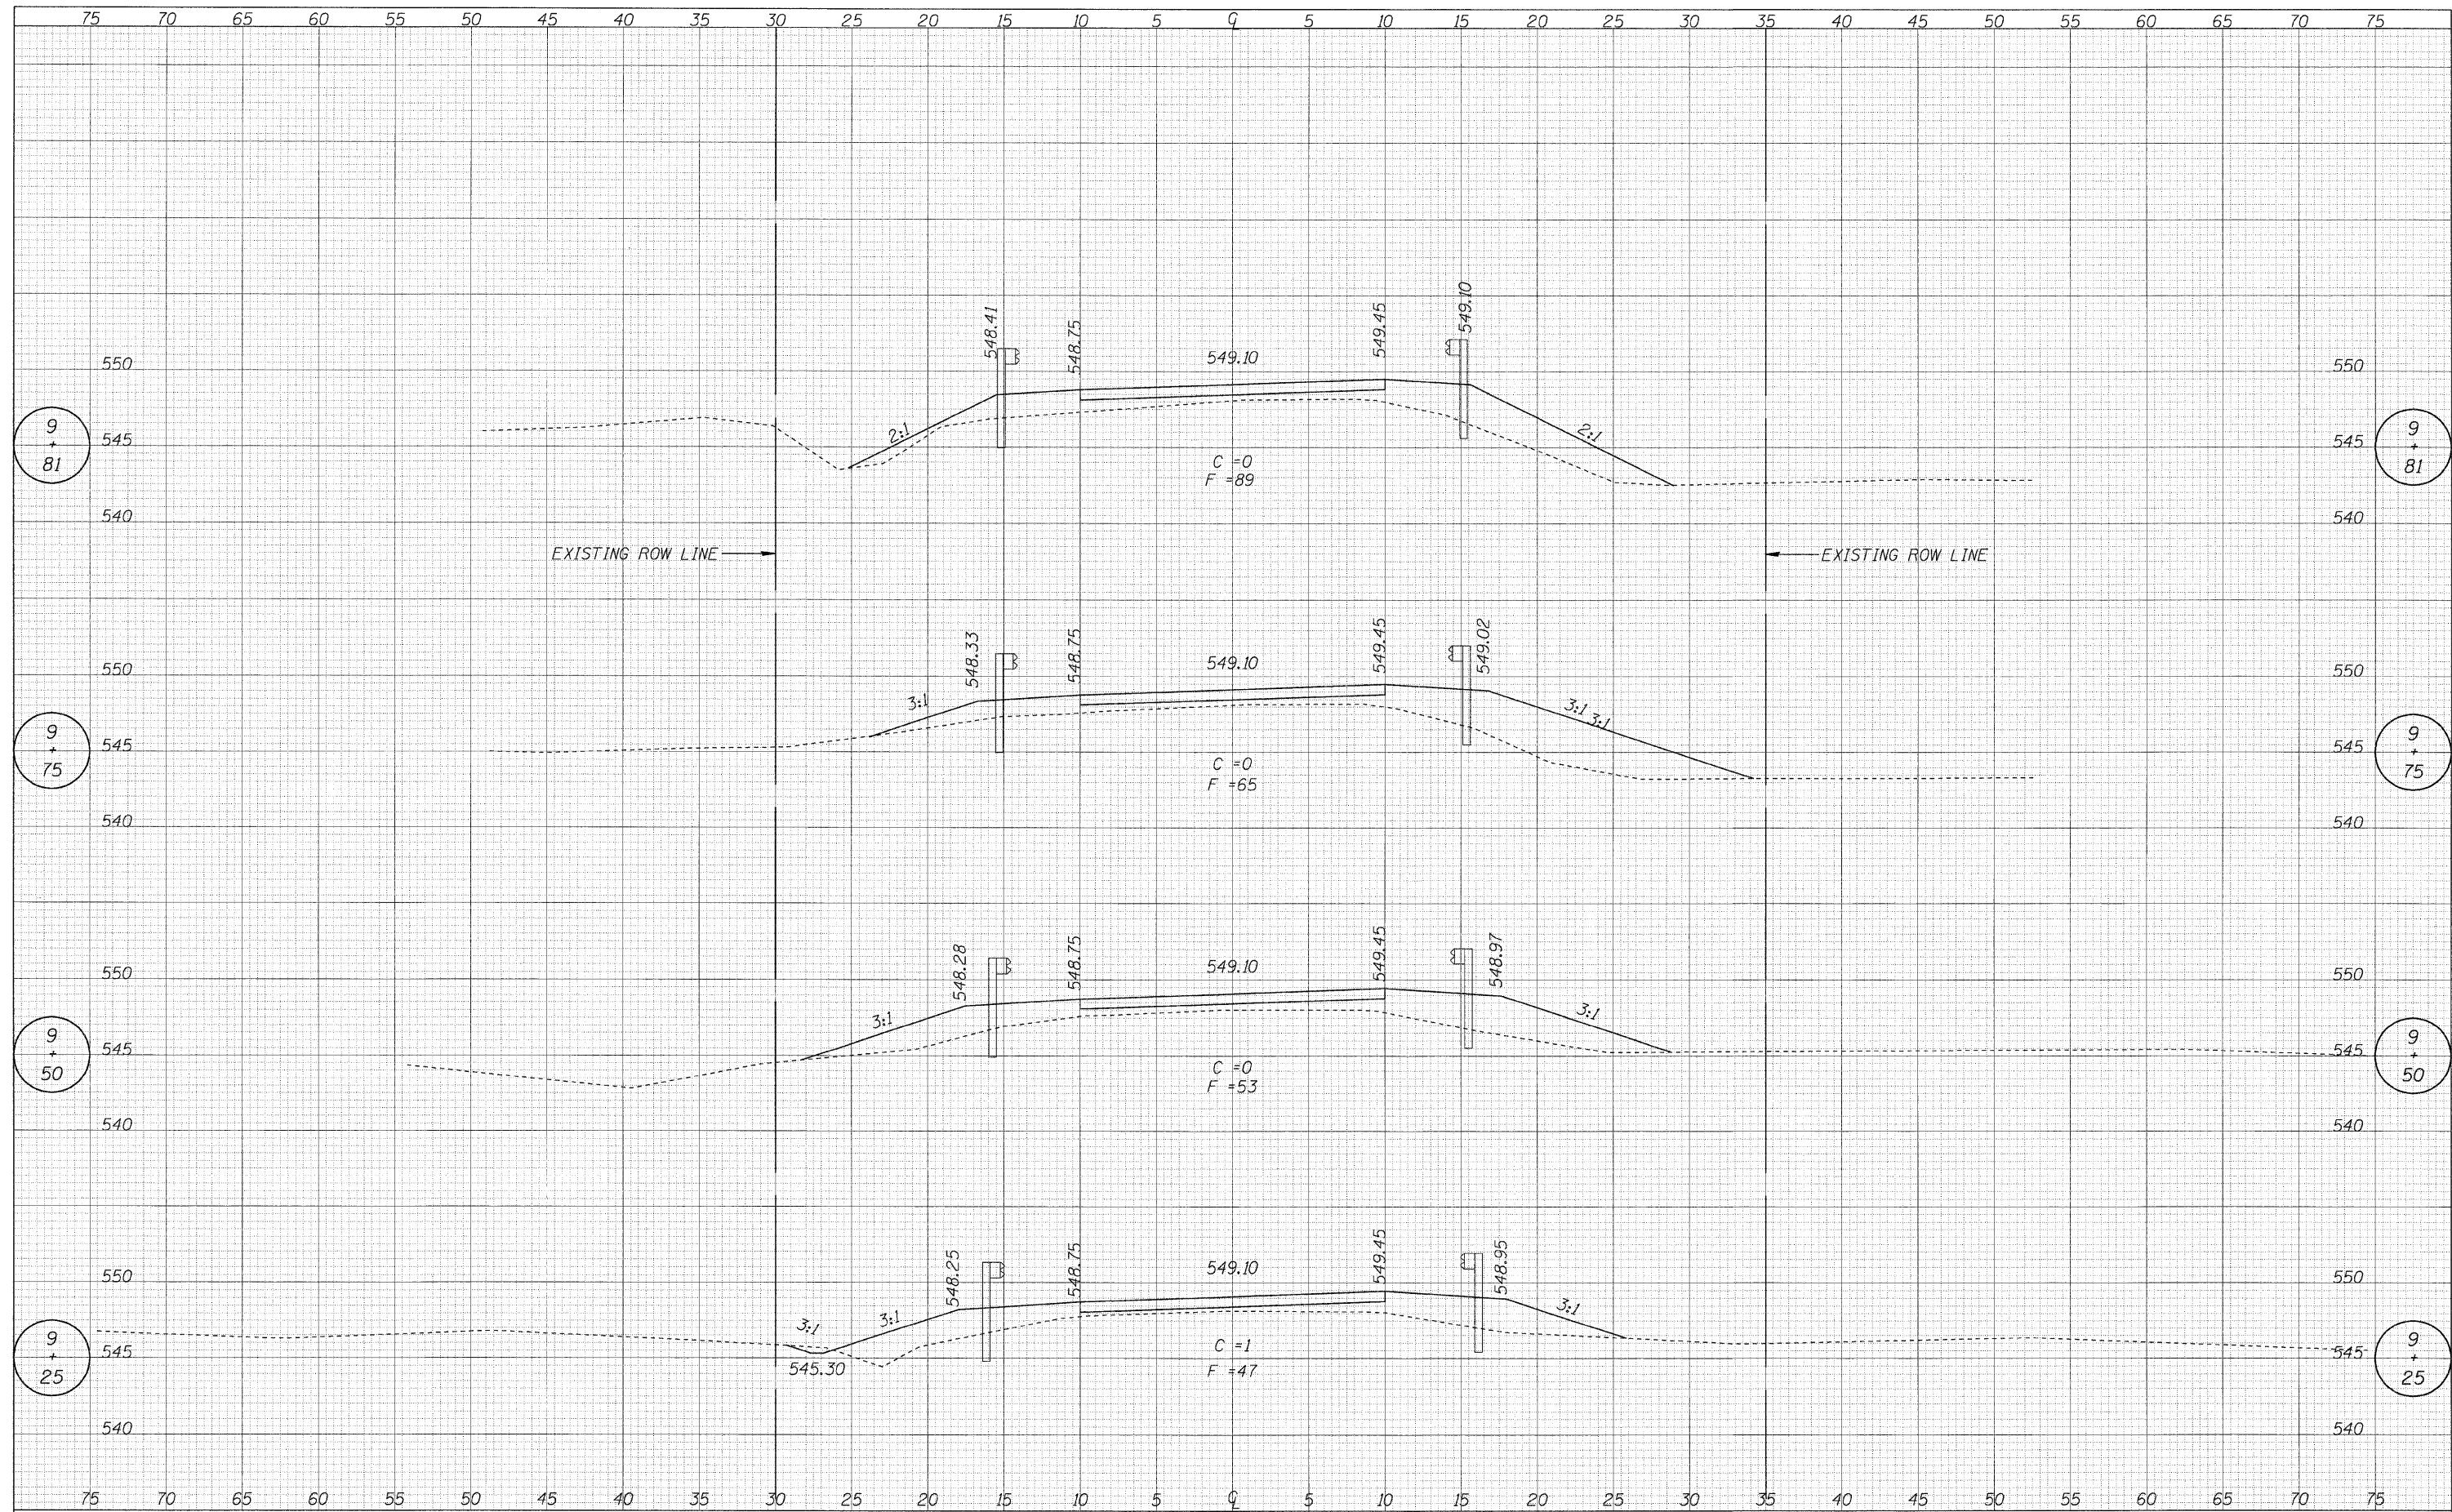 75 70 65 60 55 50 45 40 35 30 25 20 15 10 5 CL 5 10 15 20 25 30 35 40 45 50 55 60 65 70 75
548.41 548.75 549.10 549.45 549.10
550 550
9 + 81 545 2:1 2:1 545 9 + 81
C =0
F =89
540 540
EXISTING ROW LINE EXISTING ROW LINE
548.33 548.75 549.10 549.45 549.02
550 550
3:1 3:1 3:1
9 + 75 545 545 9 + 75
C =0
F =65
540 540
548.28 548.75 549.10 549.45 548.97
550 550
3:1 3:1
9 + 50 545 545 9 + 50
C =0
F =53
540 540
548.25 548.75 549.10 549.45 548.95
550 550
3:1 3:1 3:1
9 + 25 545 545 9 + 25
C =1
545.30 F =47
540 540
75 70 65 60 55 50 45 40 35 30 25 20 15 10 5 CL 5 10 15 20 25 30 35 40 45 50 55 60 65 70 75